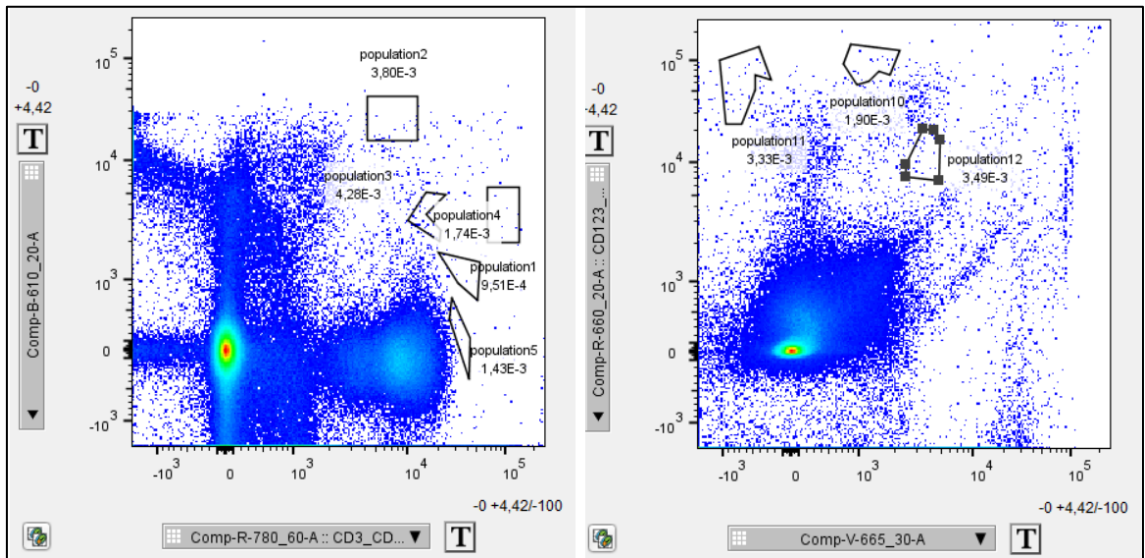 population2
3,80E-3
population3
4,28E-3
population4
1,74E-3
population1
9,51E-4
population5
1,43E-3
10^5
10^4
10^3
0
-10^3
-0
+4,42
T
Comp-B-610_20-A
-10^3
0
10^3
10^4
10^5
-0 +4,42/-100
Comp-R-780_60-A :: CD3_CD...
T
population10
1,90E-3
population11
3,33E-3
population12
3,49E-3
10^5
10^4
10^3
0
-10^3
-0
+4,42
T
Comp-R-660_20-A :: CD123_...
-10^3
0
10^3
10^4
10^5
-0 +4,42/-100
Comp-V-665_30-A
T